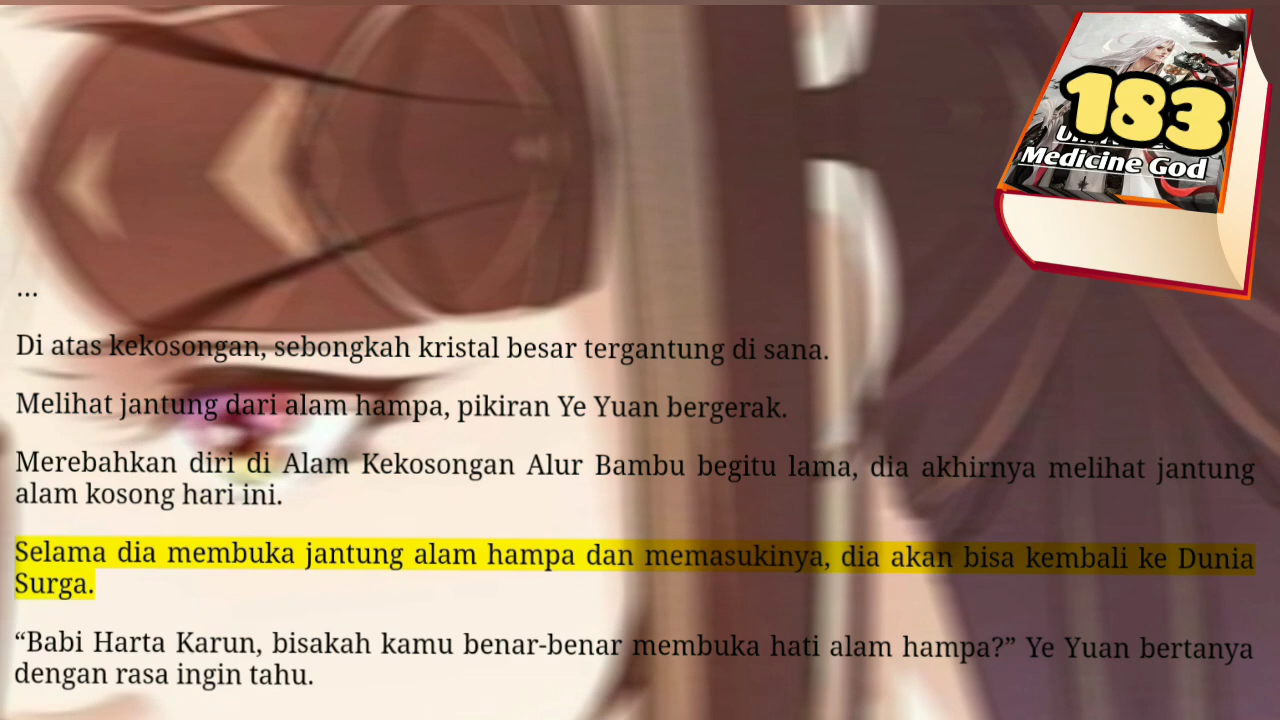 183
Medicine God
...
Di atas kekosongan, sebongkah kristal besar tergantung di sana.
Melihat jantung dari alam hampa, pikiran Ye Yuan bergerak.
Merebahkan diri di Alam Kekosongan Alur Bambu begitu lama, dia akhirnya melihat jantung
alam kosong hari ini.
Selama dia membuka jantung alam hampa dan memasukinya, dia akan bisa kembali ke Dunia
Surga.
“Babi Harta Karun, bisakah kamu benar-benar membuka hati alam hampa?” Ye Yuan bertanya
dengan rasa ingin tahu.